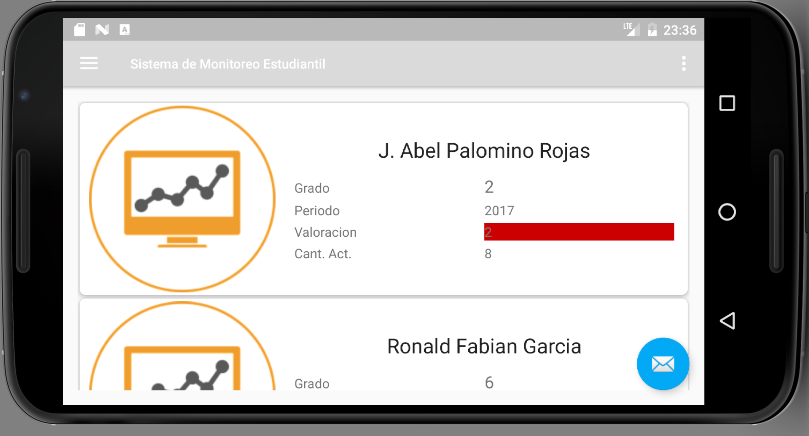 LTE 23:36
Sistema de Monitoreo Estudiantil
J. Abel Palomino Rojas
Grado 2
Periodo 2017
Valoracion 2
Cant. Act. 8
Ronald Fabian Garcia
Grado 6